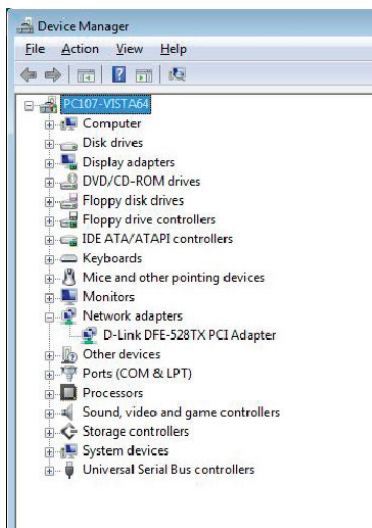 Device Manager
File Action View Help
PC107-VISTA64
Computer
Disk drives
Display adapters
DVD/CD-ROM drives
Floppy disk drives
Floppy drive controllers
IDE ATA/ATAPI controllers
Keyboards
Mice and other pointing devices
Monitors
Network adapters
D-Link DFE-528TX PCI Adapter
Other devices
Ports (COM & LPT)
Processors
Sound, video and game controllers
Storage controllers
System devices
Universal Serial Bus controllers